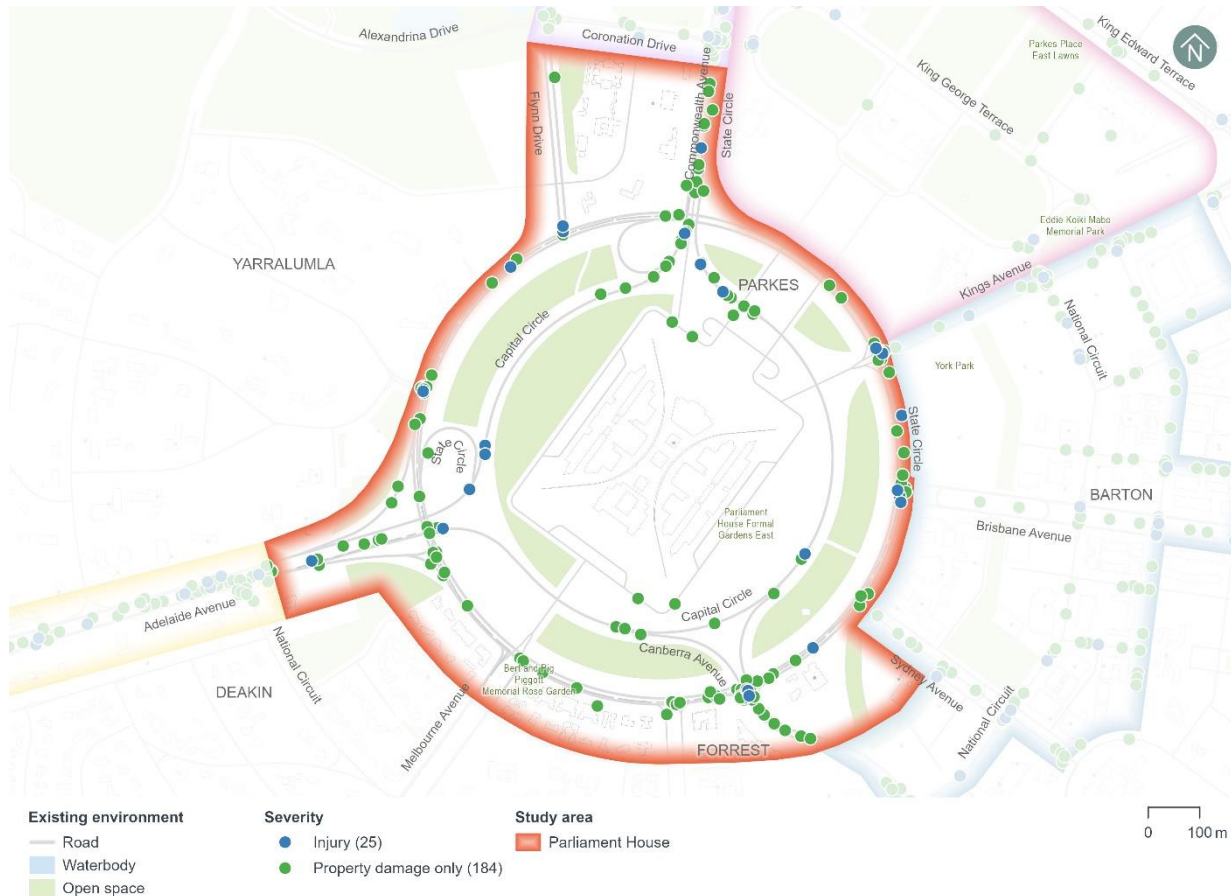 Alexandrina Drive
Coronation Drive
King Edward Terrace
Parkes Place
East Lawns
N
King George Terrace
Flynn Drive
Commonwealth Avenue
State Circle
Eddie Koiki Mabo
Memorial Park
YARRALUMLA
Kings Avenue
PARKES
National Circuit
Capital Circle
York Park
State Circle
State Circle
BARTON
Parliament
House Formal
Gardens East
Brisbane Avenue
Adelaide Avenue
Capital Circle
National Circuit
Canberra Avenue
Sydney Avenue
Bert and Pig
Piggott
Memorial Rose Garden
DEAKIN
Melbourne Avenue
National Circuit
FORREST
Existing environment
Road
Waterbody
Open space
Severity
Injury (25)
Property damage only (184)
Study area
Parliament House
0 100 m